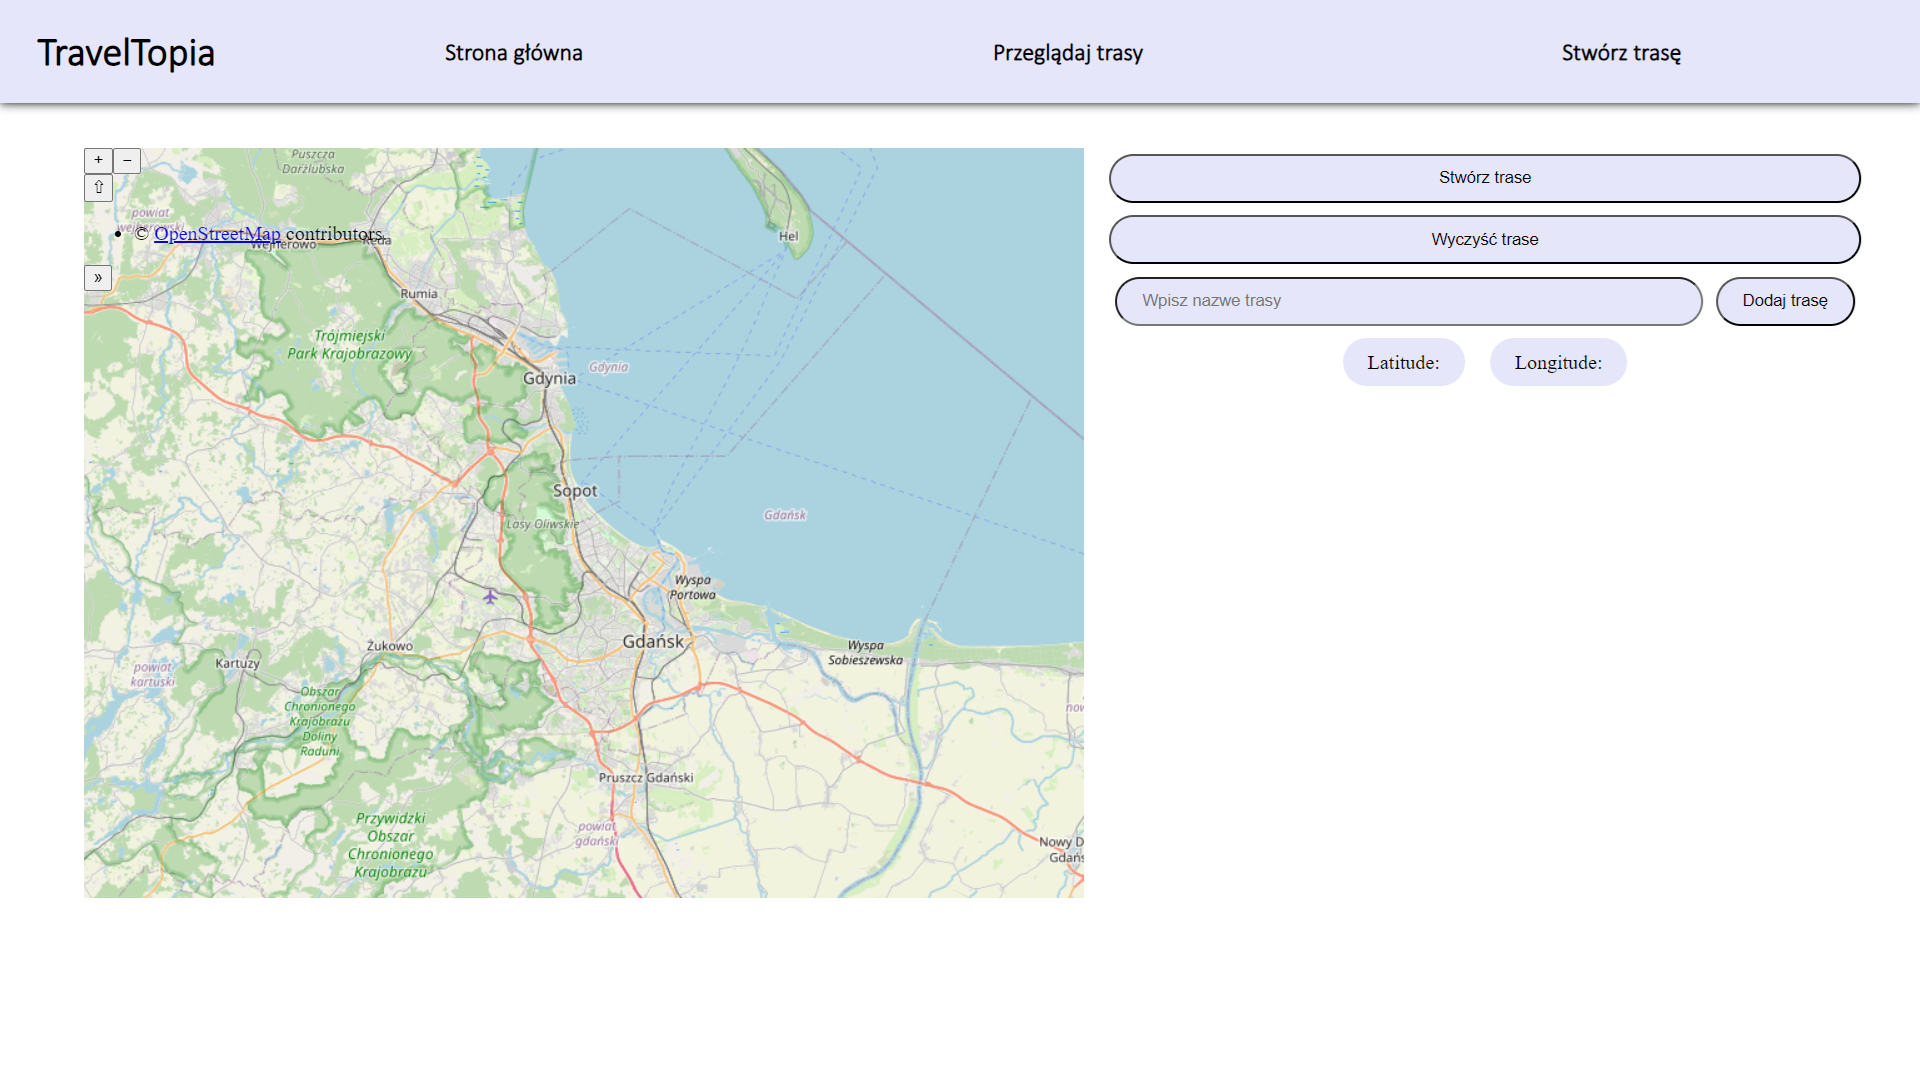 TravelTopia
Strona główna
Przeglądaj trasy
Stwórz trasę
+
−
⇧
© OpenStreetMap contributors.
»
Puszcza
Darżlubska
powiat
wejherowski
Wejherowo
Reda
Rumia
Hel
Trójmiejski
Park Krajobrazowy
Gdynia
Gdynia
Sopot
Lasy Oliwskie
Gdańsk
Wyspa
Portowa
Gdańsk
Żukowo
Kartuzy
powiat
kartuski
Wyspa
Sobieszewska
Obszar
Chronionego
Krajobrazu
Doliny
Raduni
now
Pruszcz Gdański
Przywidzki
Obszar
Chronionego
Krajobrazu
powiat
gdański
Nowy D
Gdańs
Stwórz trase
Wyczyść trase
Wpisz nazwe trasy
Dodaj trasę
Latitude:
Longitude: